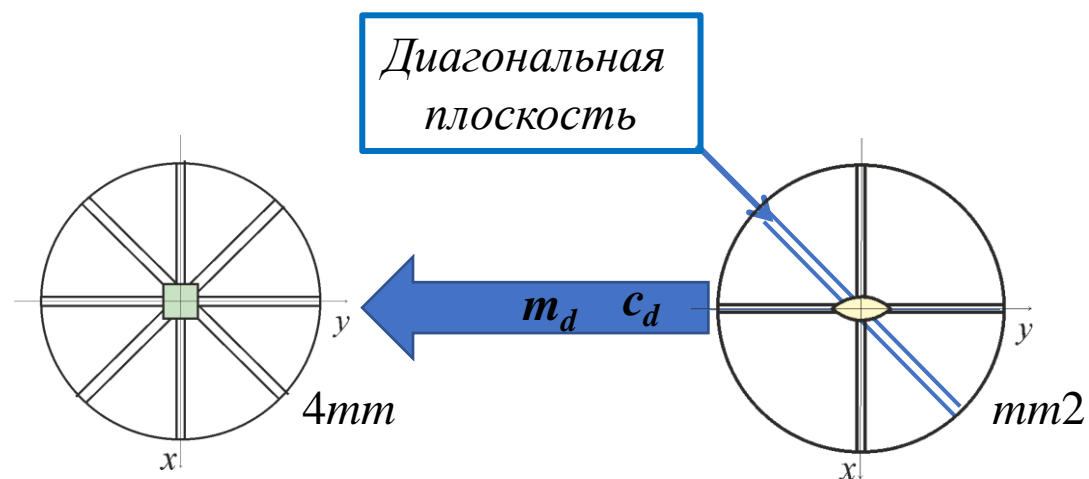 Диагональная
плоскость
y
m_d c_d
y
4mm
mm2
x
x